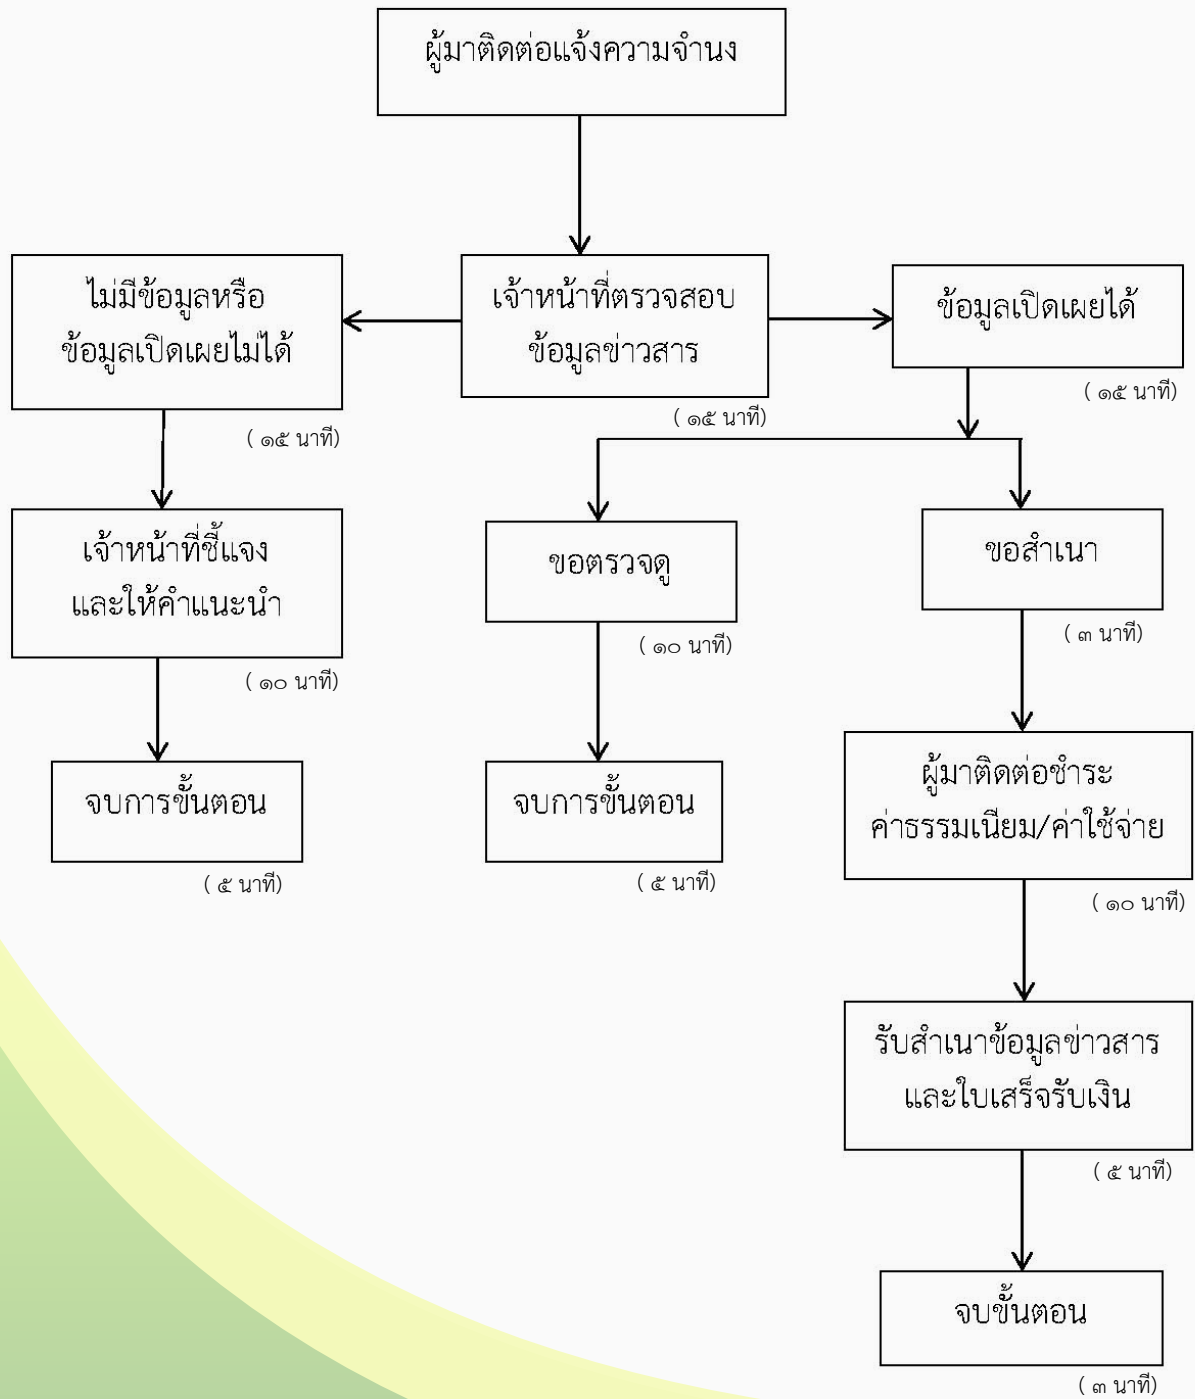 ผู้มาติดต่อแจ้งความจำนง
ไม่มีข้อมูลหรือ
ข้อมูลเปิดเผยไม่ได้
( ๑๕ นาที)
เจ้าหน้าที่ตรวจสอบ
ข้อมูลข่าวสาร
( ๑๕ นาที)
ข้อมูลเปิดเผยได้
( ๑๕ นาที)
เจ้าหน้าที่ชี้แจง
และให้คำแนะนำ
( ๑๐ นาที)
ขอตรวจดู
( ๑๐ นาที)
ขอสำเนา
( ๓ นาที)
จบการขั้นตอน
( ๕ นาที)
จบการขั้นตอน
( ๕ นาที)
ผู้มาติดต่อชำระ
ค่าธรรมเนียม/ค่าใช้จ่าย
( ๑๐ นาที)
รับสำเนาข้อมูลข่าวสาร
และใบเสร็จรับเงิน
( ๕ นาที)
จบขั้นตอน
( ๓ นาที)